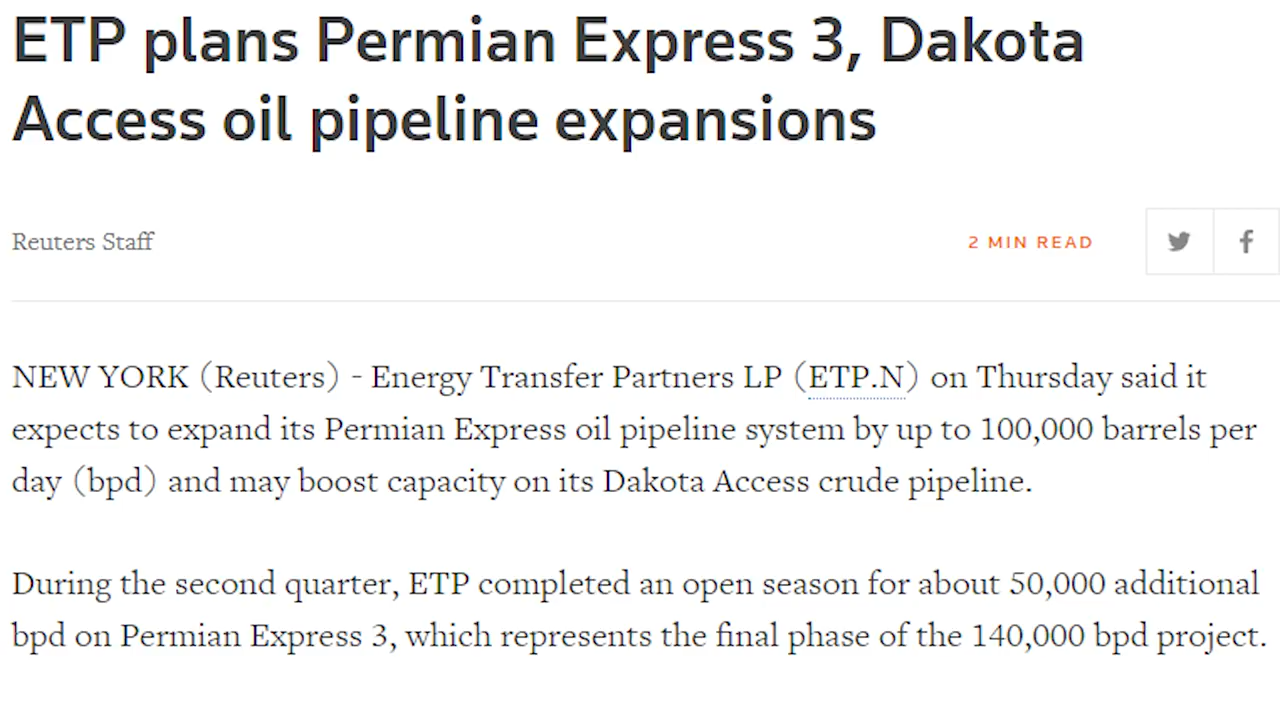 ETP plans Permian Express 3, Dakota
Access oil pipeline expansions
Reuters Staff
2 MIN READ
NEW YORK (Reuters) - Energy Transfer Partners LP (ETP.N) on Thursday said it
expects to expand its Permian Express oil pipeline system by up to 100,000 barrels per
day (bpd) and may boost capacity on its Dakota Access crude pipeline.
During the second quarter, ETP completed an open season for about 50,000 additional
bpd on Permian Express 3, which represents the final phase of the 140,000 bpd project.